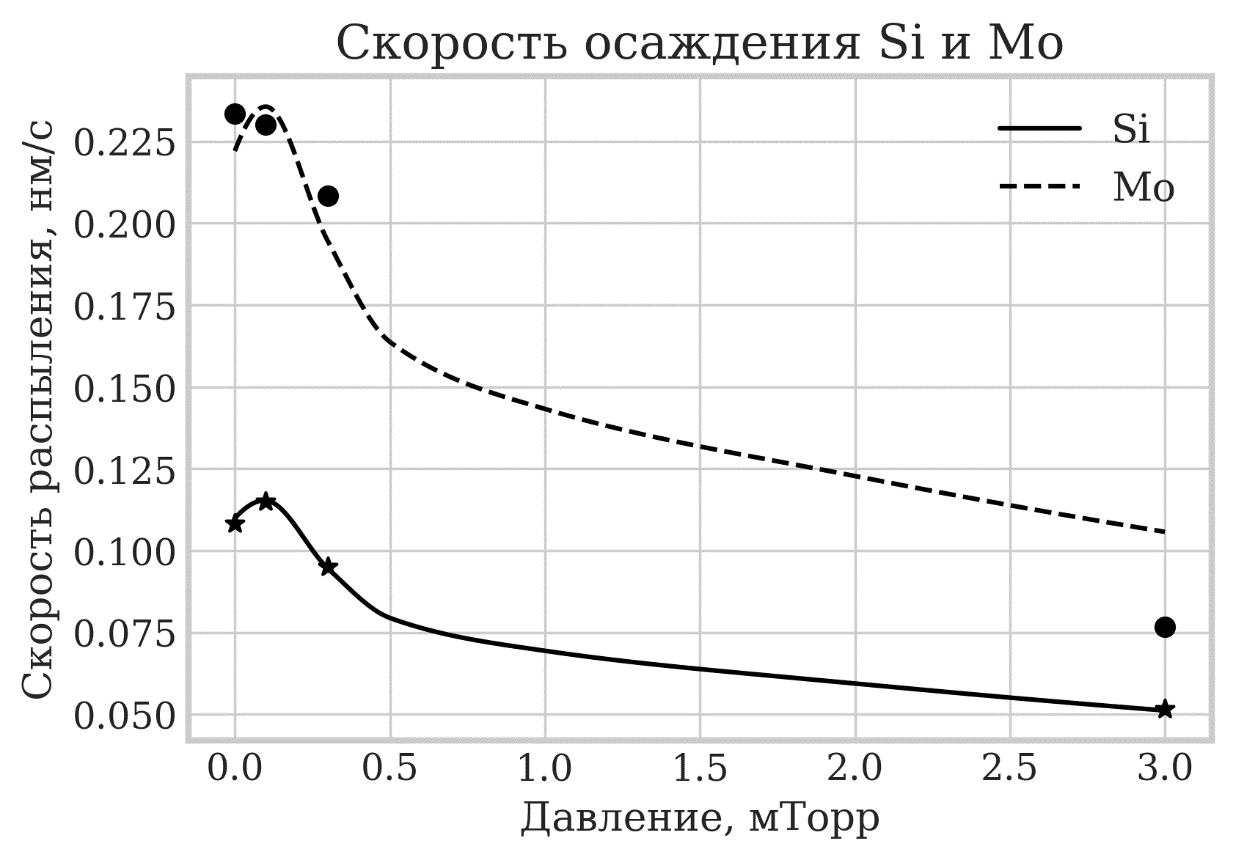 Скорость осаждения Si и Mo
Скорость распыления, нм/с
0.225
0.200
0.175
0.150
0.125
0.100
0.075
0.050
Si
Mo
0.0 0.5 1.0 1.5 2.0 2.5 3.0
Давление, мТорр